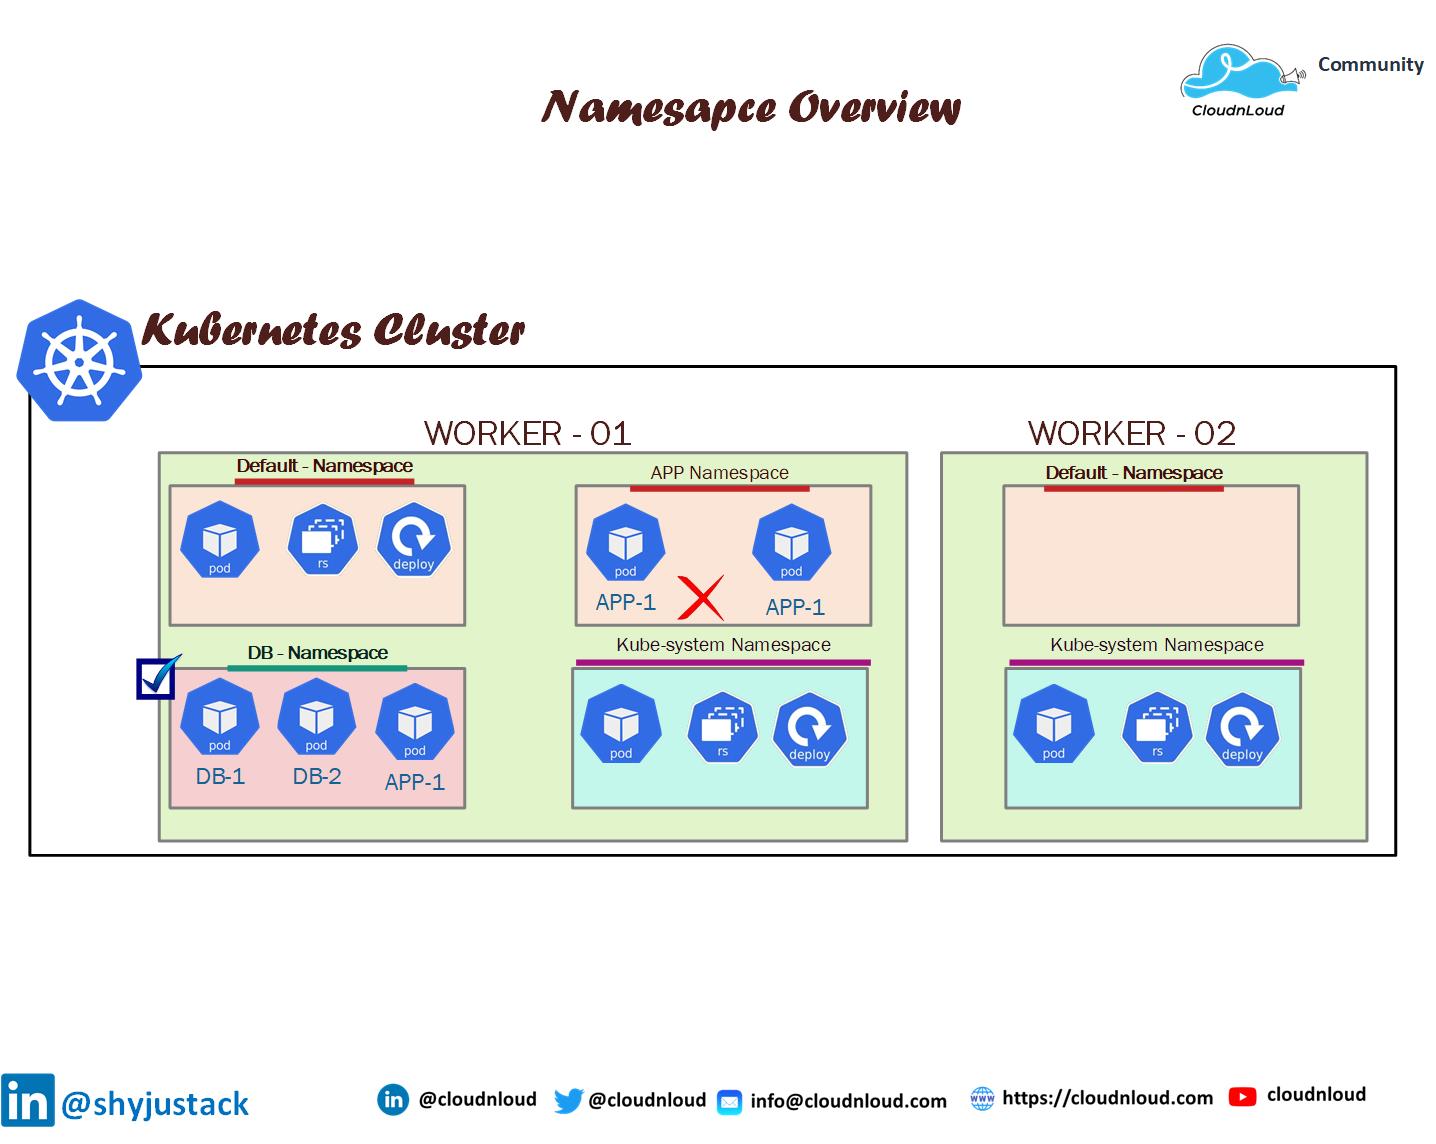 Community
CloudnLoud
Namesapce Overview
Kubernetes Cluster
WORKER - 01
Default - Namespace
pod
rs
deploy
APP Namespace
pod
pod
APP-1
APP-1
DB - Namespace
pod
pod
pod
DB-1
DB-2
APP-1
Kube-system Namespace
pod
rs
deploy
WORKER - 02
Default - Namespace
Kube-system Namespace
pod
rs
deploy
in @shyjustack
in @cloudnloud
@cloudnloud
info@cloudnloud.com
WWW https://cloudnloud.com
cloudnloud